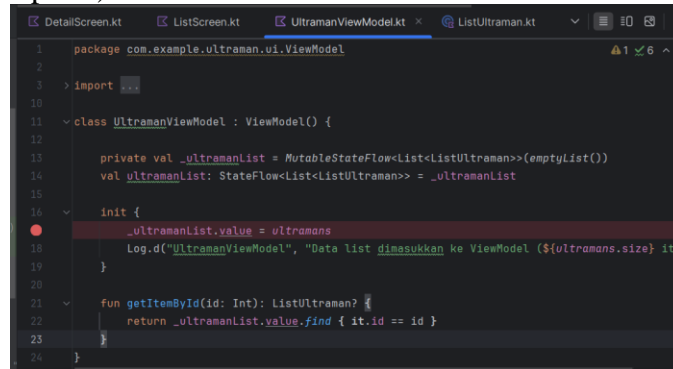 DetailScreen.kt ListScreen.kt UltramanViewModel.kt × ListUltraman.kt
1 package com.example.ultraman.ui.ViewModel 1 6
2
3 import ...
10
11 class UltramanViewModel : ViewModel() {
12
13 private val _ultramanList = MutableStateFlow<List<ListUltraman>>(emptyList())
14 val ultramanList: StateFlow<List<ListUltraman>> = _ultramanList
15
16 init {
_ultramanList.value = ultramans
18 Log.d("UltramanViewModel", "Data list dimasukkan ke ViewModel (${ultramans.size} it
19 }
20
21 fun getItemById(id: Int): ListUltraman? {
22 return _ultramanList.value.find { it.id == id }
23 }
24 }